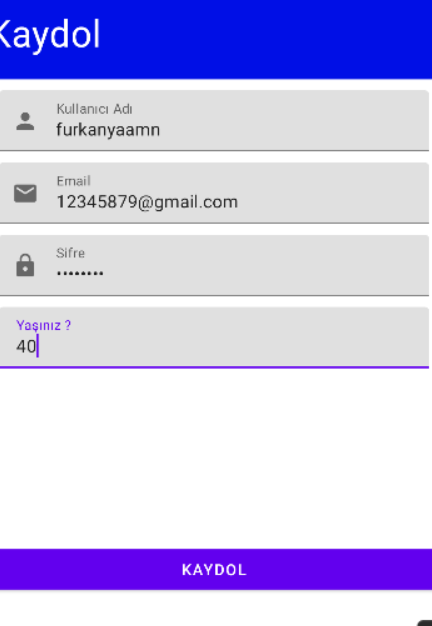 Kaydol
Kullanıcı Adı
furkanyaamn
Email
12345879@gmail.com
Sifre
••••••••
Yaşınız ?
40
KAYDOL